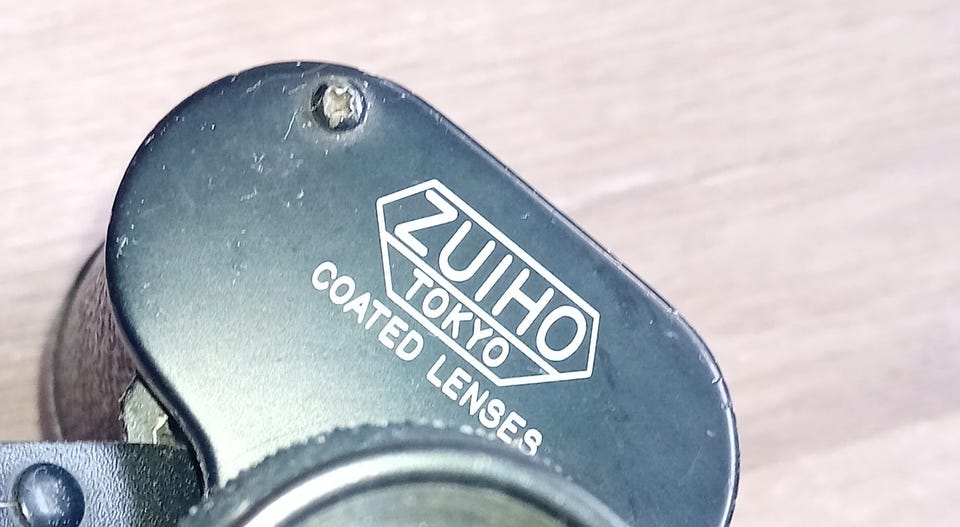 ZUIHO
TOKYO
COATED LENSES